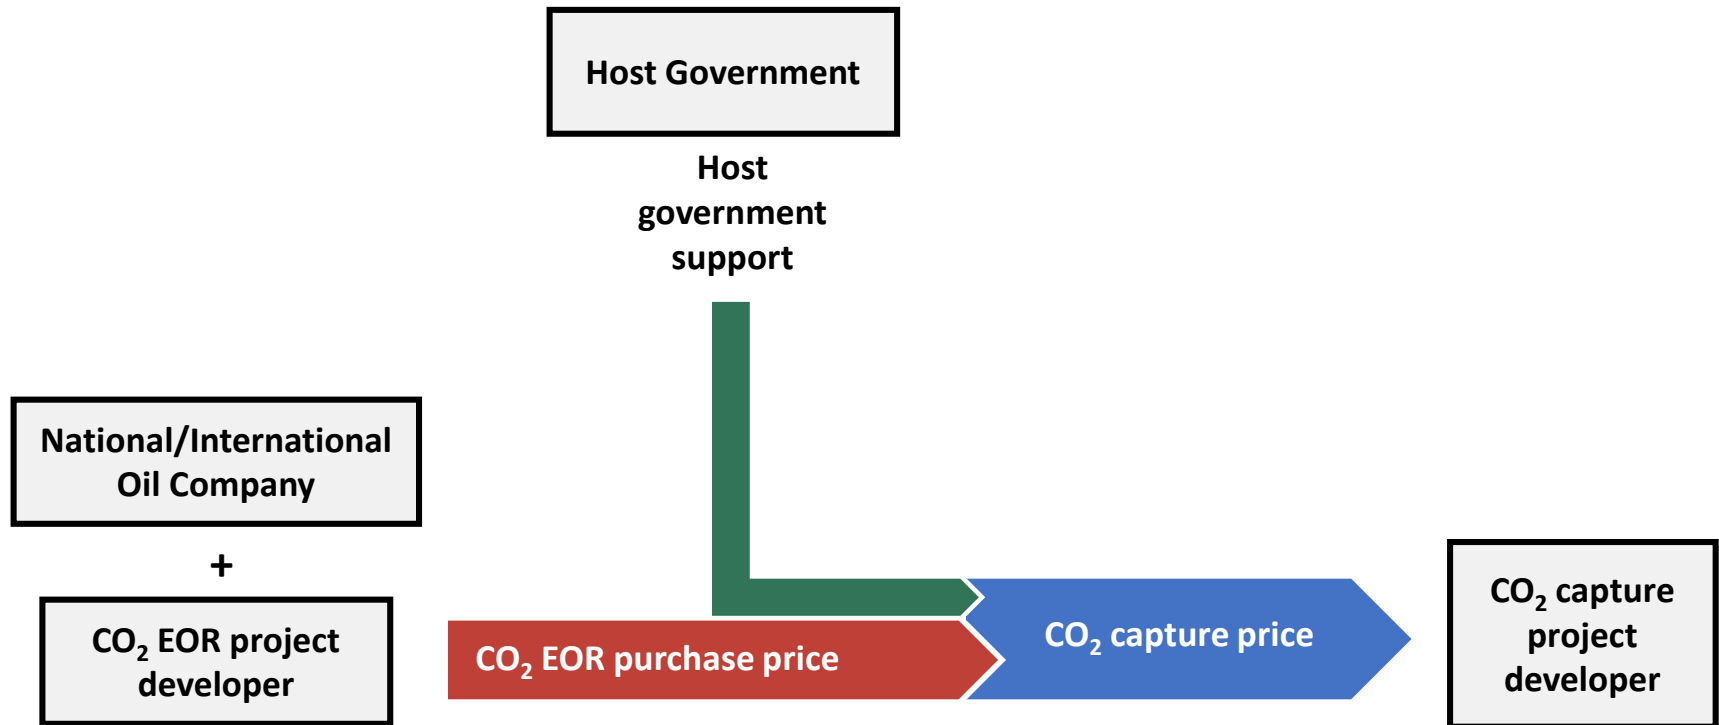 Host Government
Host
government
support
National/International
Oil Company
+
CO₂ EOR project
developer
CO₂ EOR purchase price
CO₂ capture price
CO₂ capture
project
developer